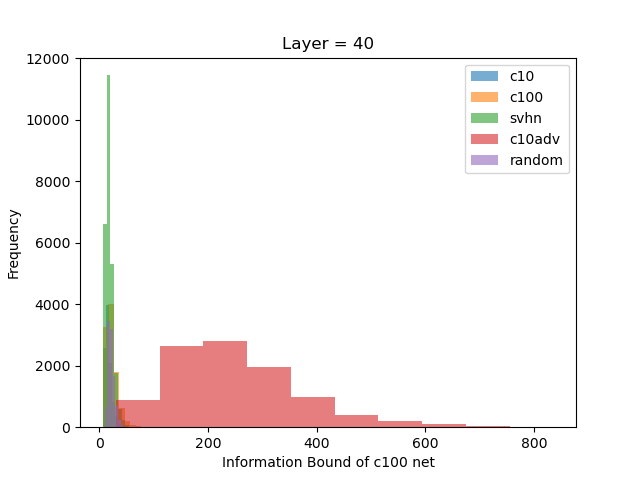 Layer = 40
12000
10000
8000
6000
4000
2000
0
Frequency
0 200 400 600 800
Information Bound of c100 net
c10
c100
svhn
c10adv
random